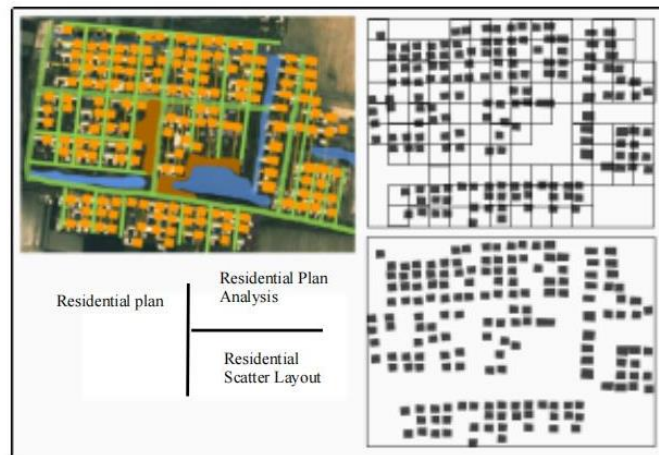 Residential plan
Residential Plan
Analysis
Residential
Scatter Layout